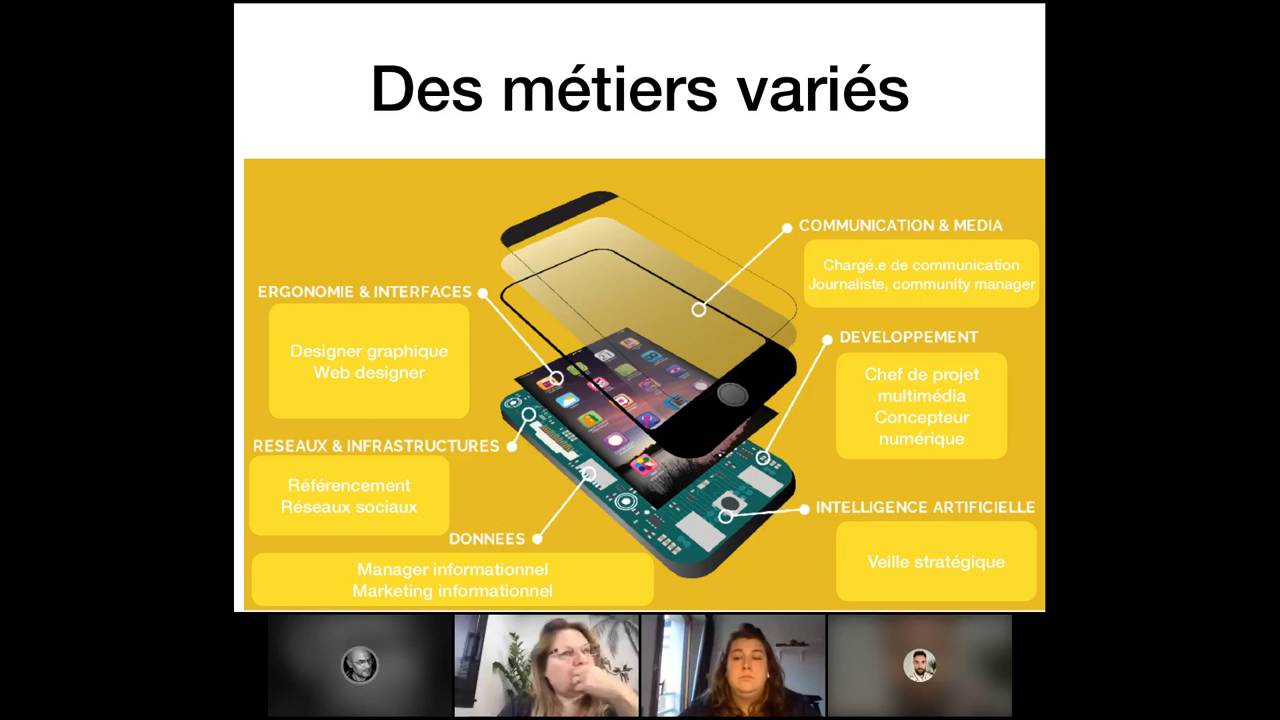 Des métiers variés
COMMUNICATION & MEDIA
Chargé.e de communication
Journaliste, community manager
ERGONOMIE & INTERFACES
Designer graphique
Web designer
DEVELOPPEMENT
Chef de projet
multimédia
Concepteur
numérique
RESEAUX & INFRASTRUCTURES
Référencement
Réseaux sociaux
INTELLIGENCE ARTIFICIELLE
Veille stratégique
DONNEES
Manager informationnel
Marketing informationnel